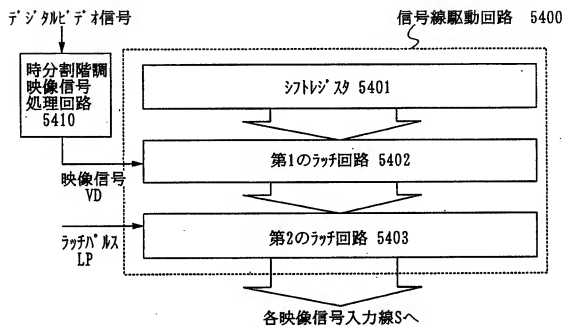 デジタルビデオ信号
信号線駆動回路 5400
時分割階調
映像信号
処理回路
5410
シフトレジスタ 5401
第1のラッチ回路 5402
映像信号
VD
ラッチパルス
LP
第2のラッチ回路 5403
各映像信号入力線Sへ